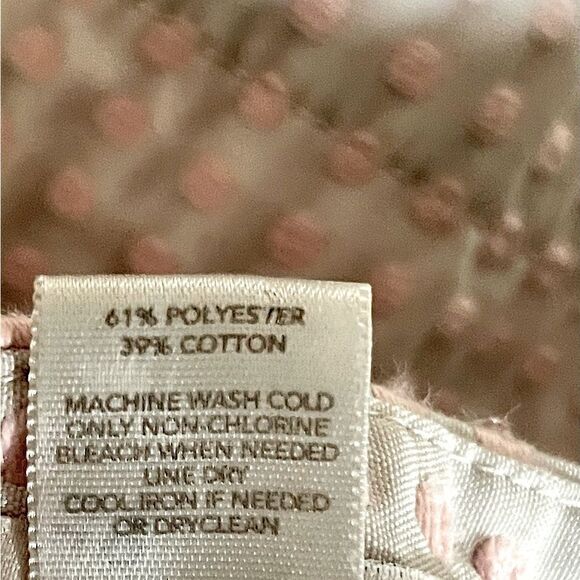 61% POLYESTER
39% COTTON
MACHINE WASH COLD
ONLY NON-CHLORINE
BLEACH WHEN NEEDED
LINE DRY
COOL IRON IF NEEDED
OR DRYCLEAN